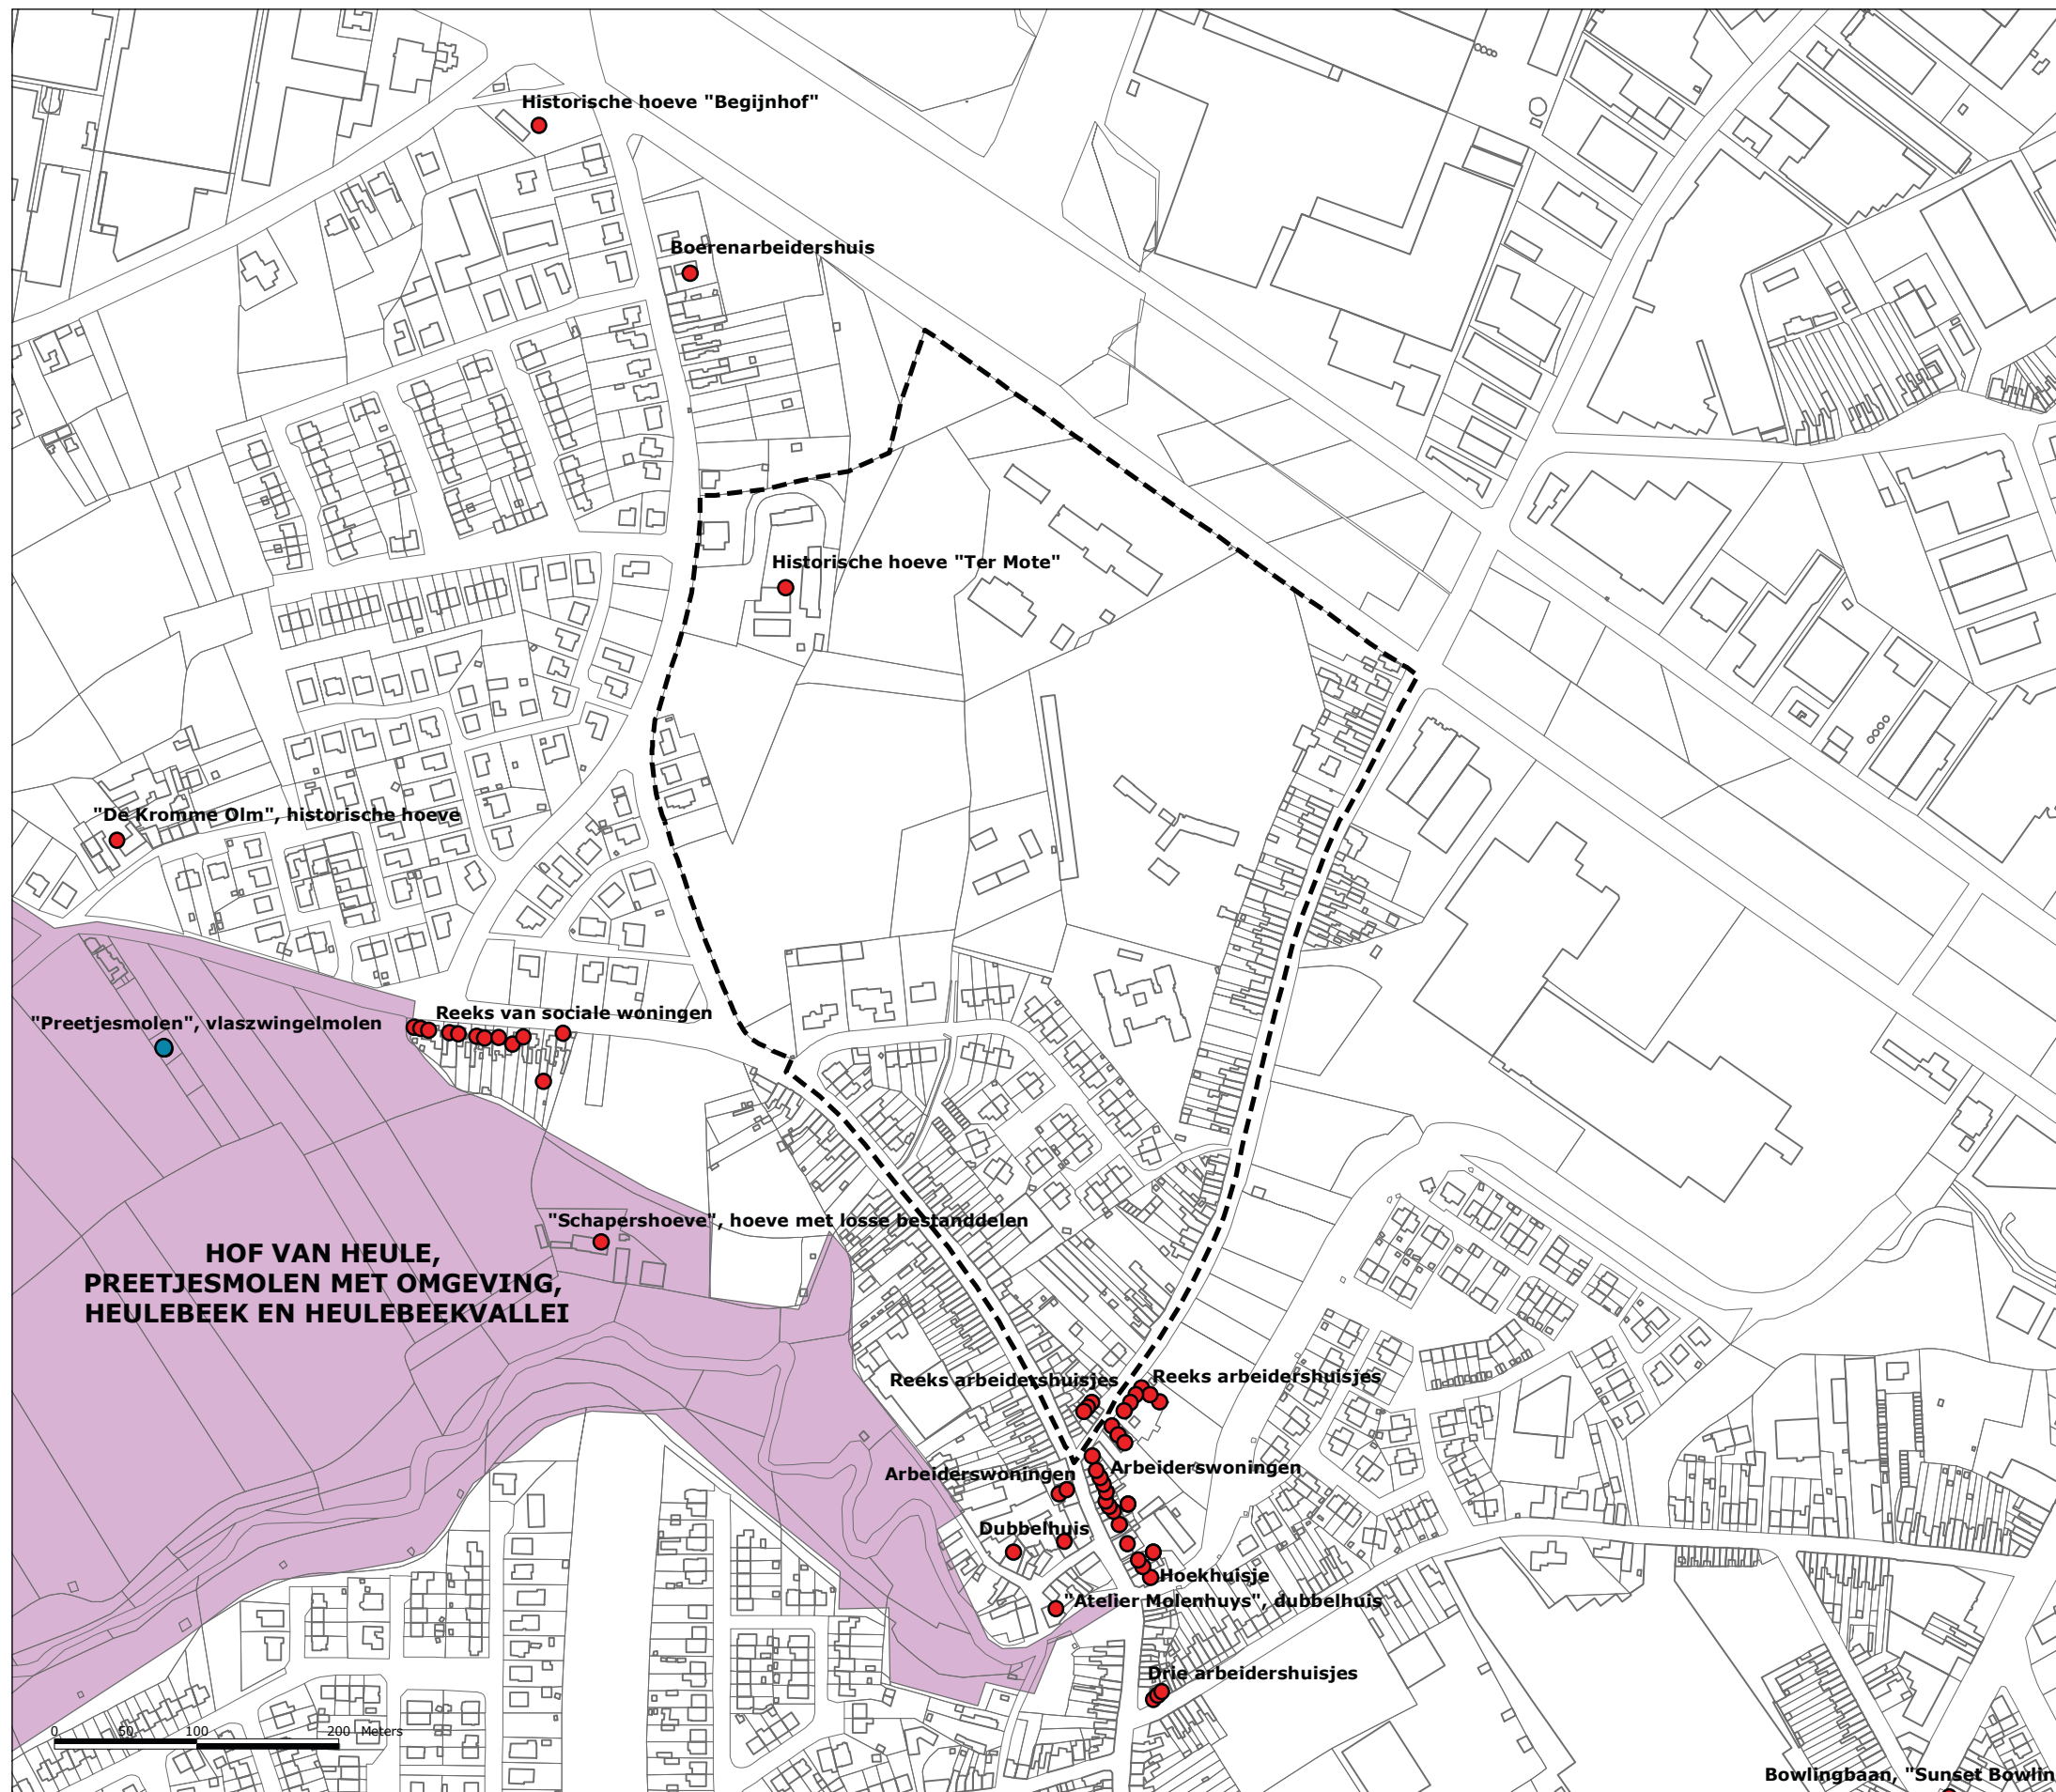 Historische hoeve "Begijnhof"
Boerenarbeidershuis
Historische hoeve "Ter Mote"
"De Kromme Olm", historische hoeve
Reeks van sociale woningen
"Preetjesmolen", vlaszwingelmolen
"Schapershoeve", hoeve met losse bestanddelen
HOF VAN HEULE,
PREETJESMOLEN MET OMGEVING,
HEULEBEEK EN HEULEBEEKVALLEI
Reeks arbeidershuisjes
Reeks arbeidershuisjes
Arbeiderswoningen
Arbeiderswoningen
Dubbelhuis
Hoekhuisje
"Atelier Molenhuys", dubbelhuis
Drie arbeidershuisjes
0 50 100 200 Meters
Bowlingbaan, "Sunset Bowlin